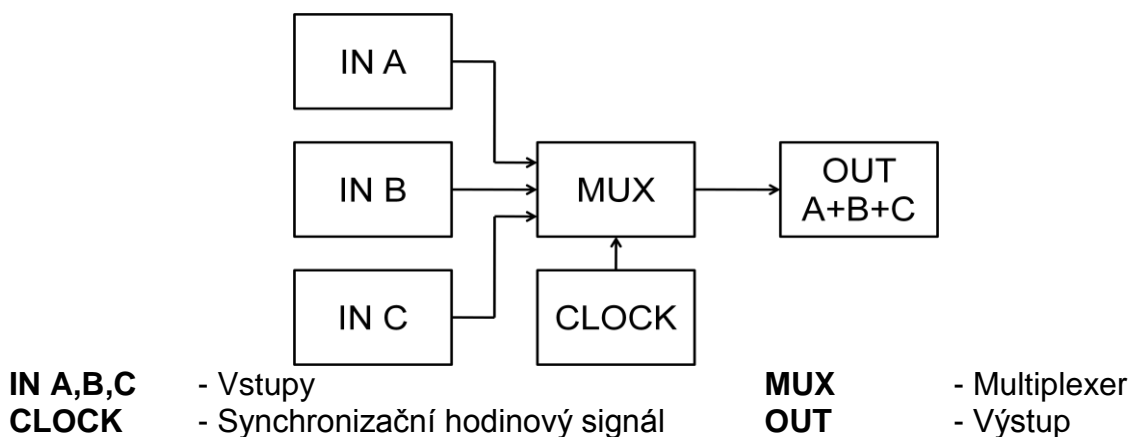 IN A
IN B
MUX
OUT
A+B+C
IN C
CLOCK
IN A,B,C - Vstupy MUX - Multiplexer
CLOCK - Synchronizační hodinový signál OUT - Výstup